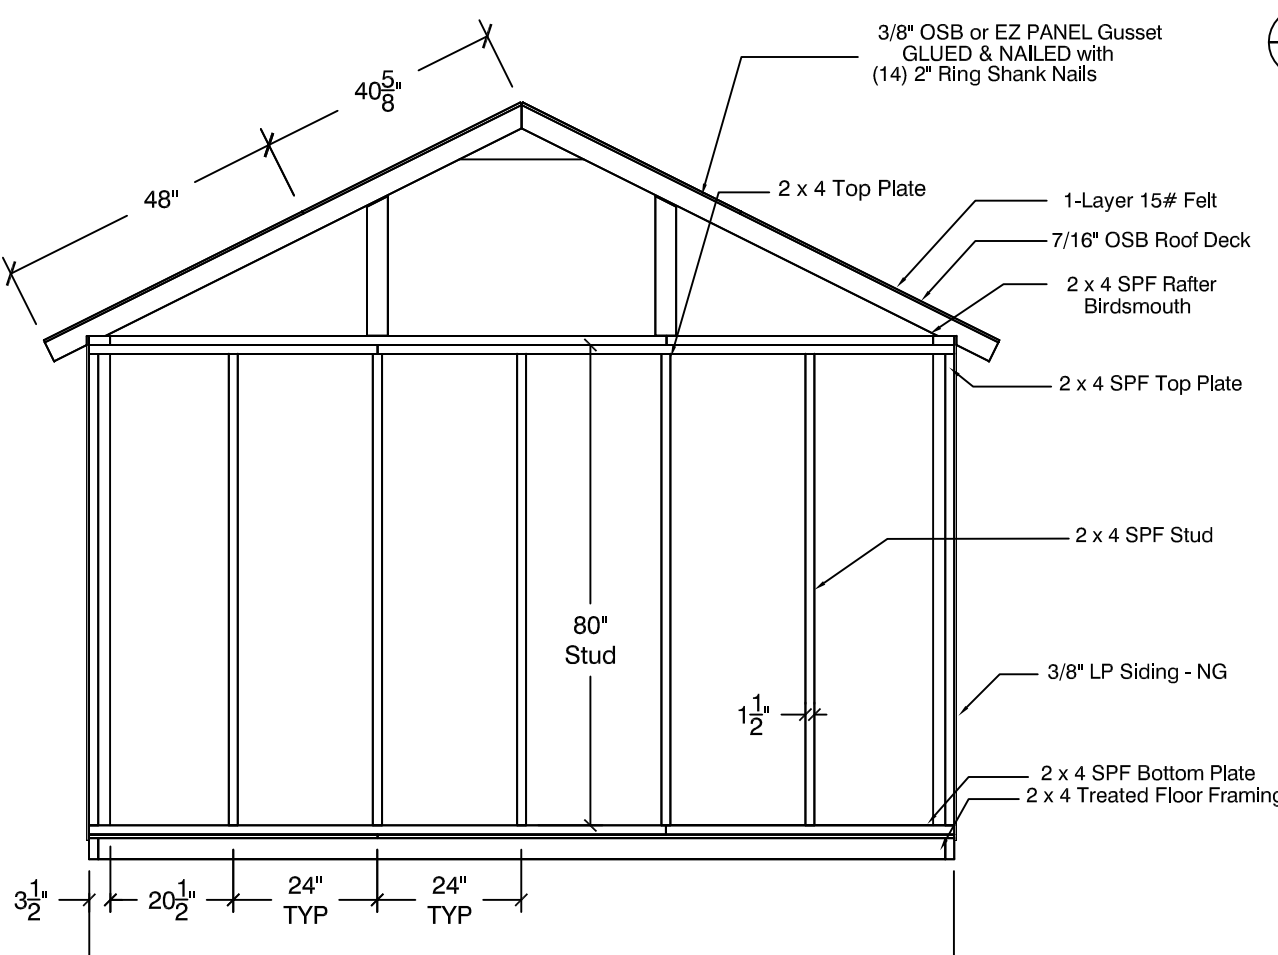 3/8" OSB or EZ PANEL Gusset
GLUED & NAILED with
(14) 2" Ring Shank Nails
40 5/8"
48"
2 x 4 Top Plate
1-Layer 15# Felt
7/16" OSB Roof Deck
2 x 4 SPF Rafter
Birdsmouth
2 x 4 SPF Top Plate
2 x 4 SPF Stud
80"
Stud
3/8" LP Siding - NG
1 1/2"
2 x 4 SPF Bottom Plate
2 x 4 Treated Floor Framing
3 1/2"
20 1/2"
24"
TYP
24"
TYP